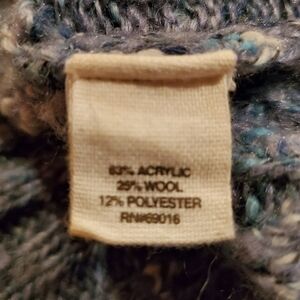 63% ACRYLIC
25% WOOL
12% POLYESTER
RN#69016